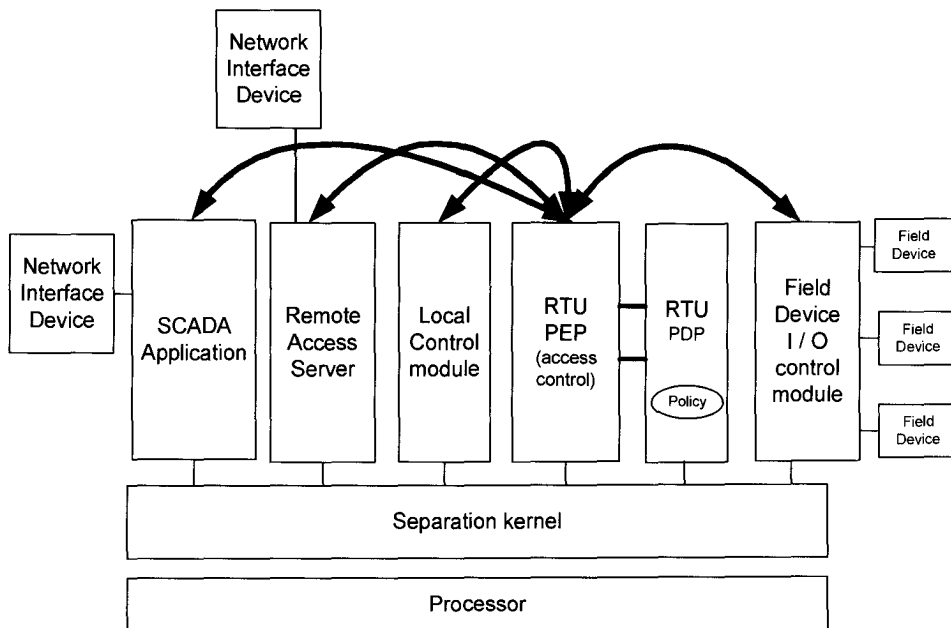 Network
Interface
Device
Network
Interface
Device
SCADA
Application
Remote
Access
Server
Local
Control
module
RTU
PEP
(access
control)
RTU
PDP
Policy
Field
Device
I / O
control
module
Field
Device
Field
Device
Field
Device
Separation kernel
Processor